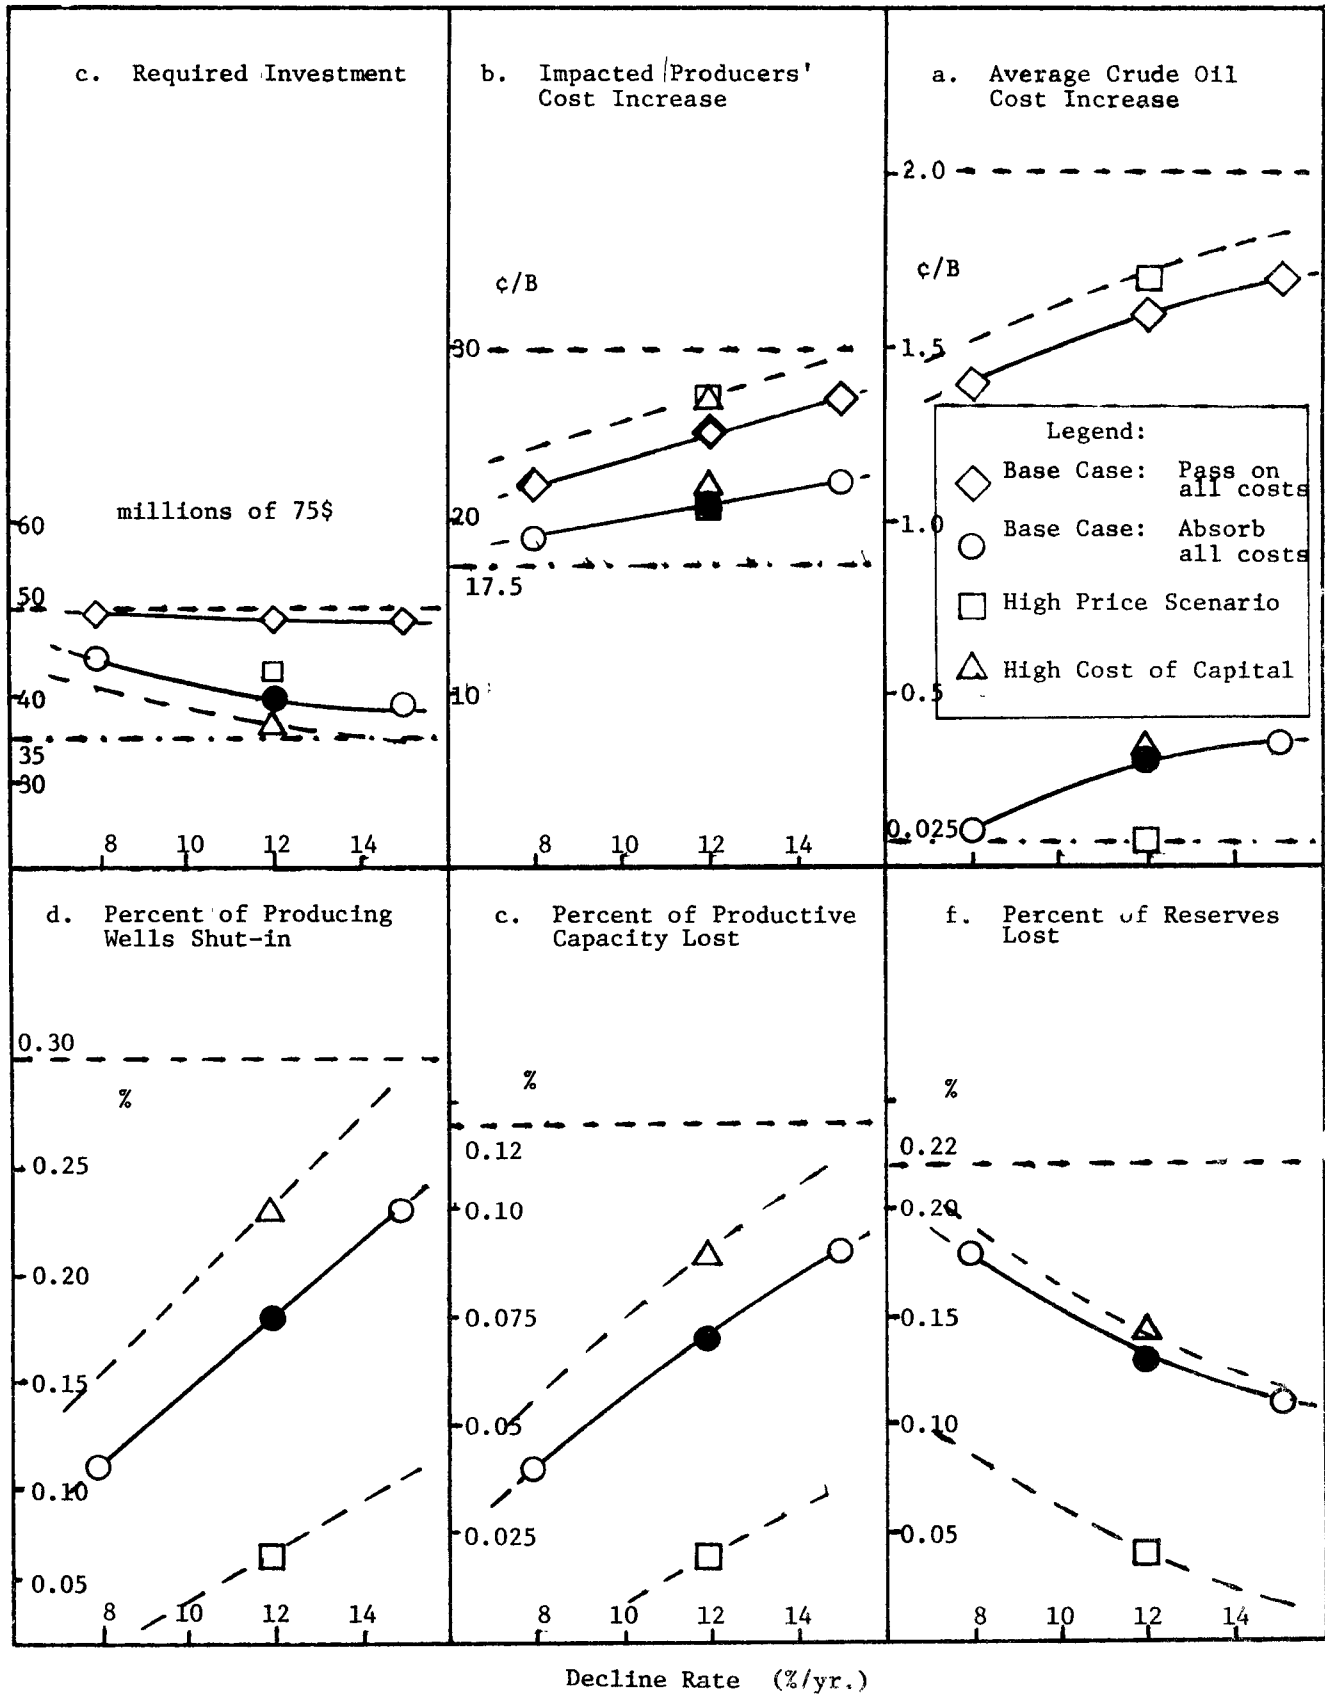 c. Required Investment
millions of 75$
60
50
40
35
30
8 10 12 14
b. Impacted Producers'
Cost Increase
¢/B
30
20
17.5
10
8 10 12 14
a. Average Crude Oil
Cost Increase
2.0
¢/B
1.5
1.0
0.5
0.025
Legend:
Base Case: Pass on
all costs
Base Case: Absorb
all costs
High Price Scenario
High Cost of Capital
d. Percent of Producing
Wells Shut-in
0.30
%
0.25
0.20
0.15
0.10
0.05
8 10 12 14
c. Percent of Productive
Capacity Lost
%
0.12
0.10
0.075
0.05
0.025
8 10 12 14
f. Percent of Reserves
Lost
%
0.22
0.20
0.15
0.10
0.05
8 12 14
Decline Rate (%/yr.)